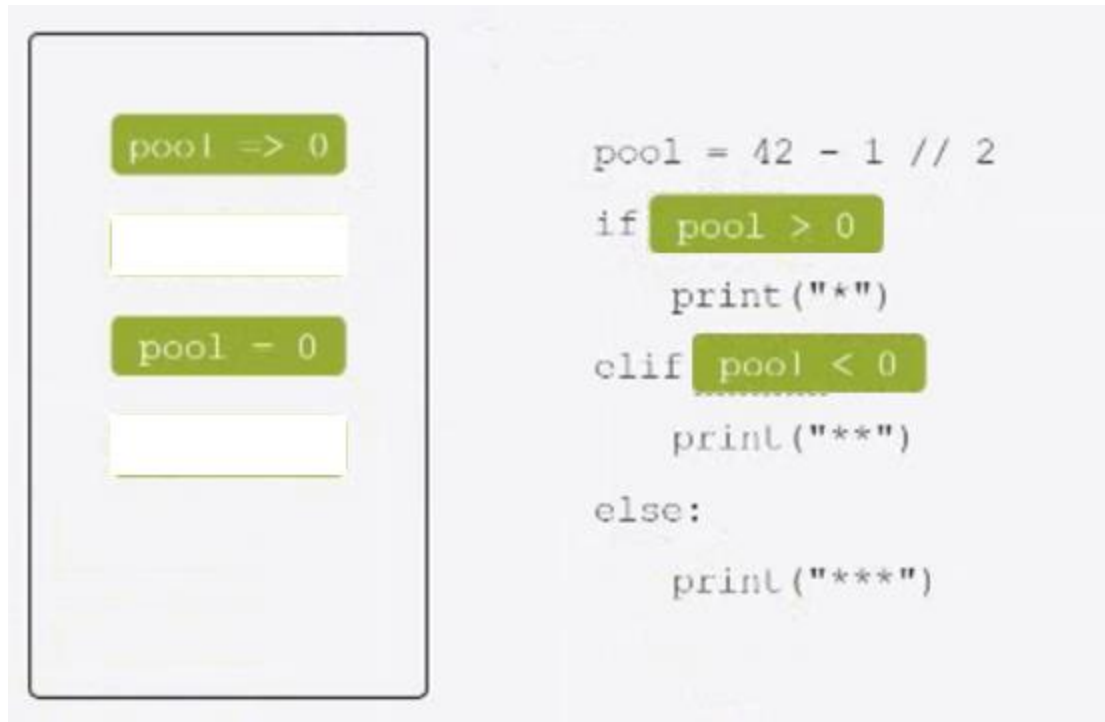 pool => 0
pool = 0
pool = 42 - 1 // 2
if pool > 0
print("*")
elif pool < 0
print("**")
else:
print("***")